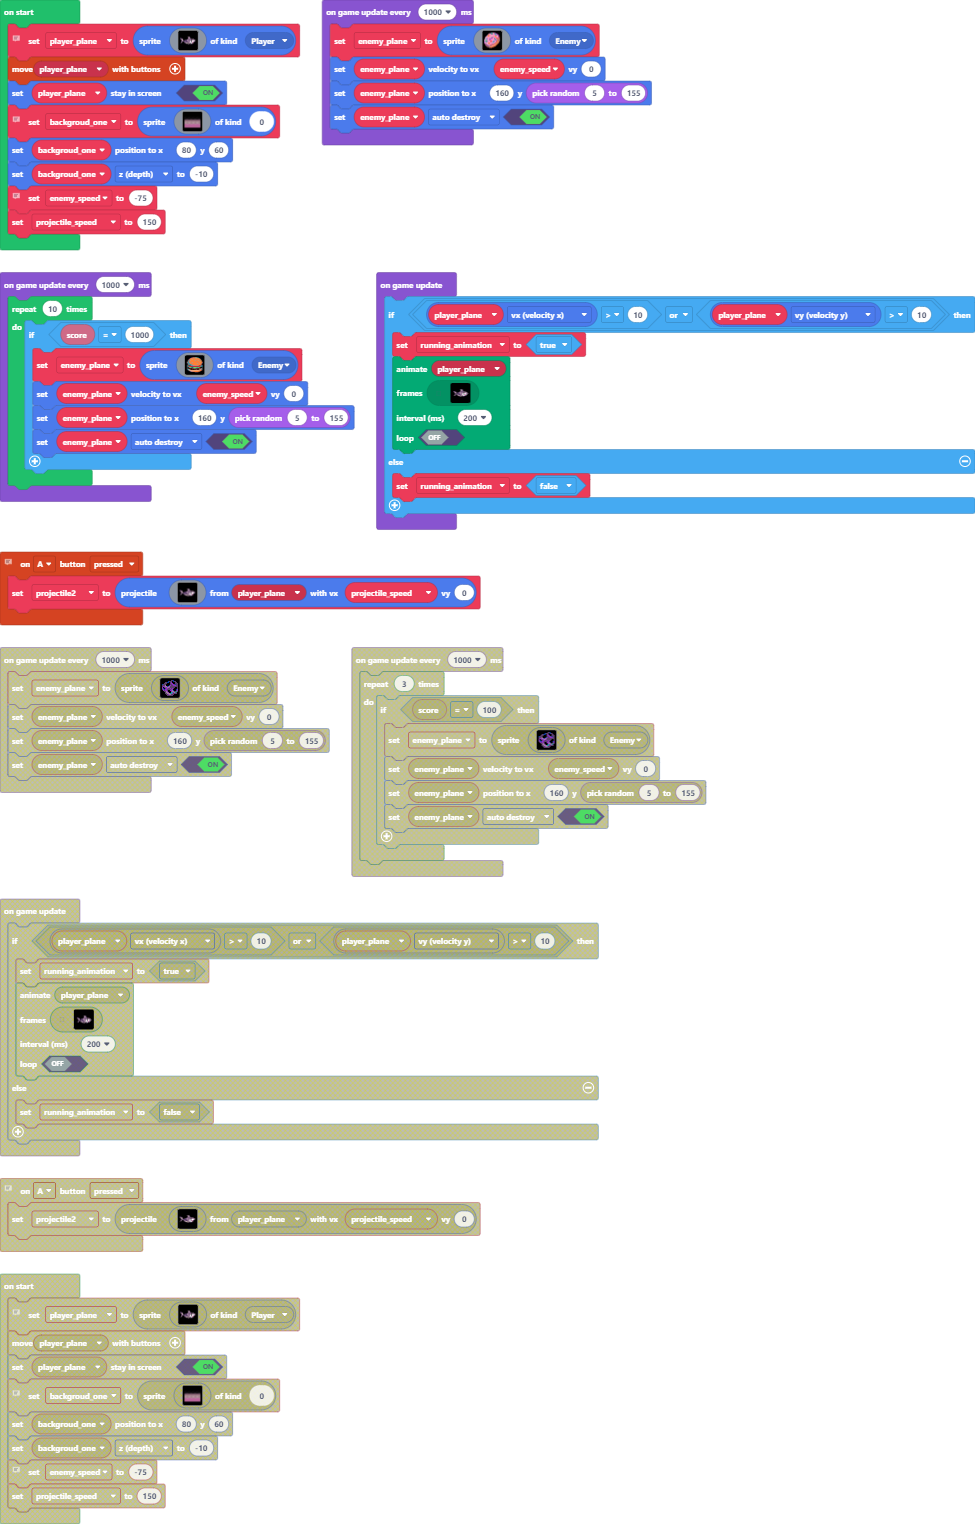 on start
set player_plane to sprite of kind Player
move player_plane with buttons
set player_plane stay in screen ON
set backgroud_one to sprite of kind 0
set backgroud_one position to x 80 y 60
set backgroud_one z (depth) to -10
set enemy_speed to -75
set projectile_speed to 150
on game update every 1000 ms
set enemy_plane to sprite of kind Enemy
set enemy_plane velocity to vx enemy_speed vy 0
set enemy_plane position to x 160 y pick random 5 to 155
set enemy_plane auto destroy ON
on game update every 1000 ms
repeat 10 times
do
if score = 1000 then
set enemy_plane to sprite of kind Enemy
set enemy_plane velocity to vx enemy_speed vy 0
set enemy_plane position to x 160 y pick random 5 to 155
set enemy_plane auto destroy ON
on game update
if player_plane vx (velocity x) > 10 or player_plane vy (velocity y) > 10 then
set running_animation to true
animate player_plane
frames
interval (ms) 200
loop OFF
else
set running_animation to false
on A button pressed
set projectile2 to projectile from player_plane with vx projectile_speed vy 0
on game update every 1000 ms
set enemy_plane to sprite of kind Enemy
set enemy_plane velocity to vx enemy_speed vy 0
set enemy_plane position to x 160 y pick random 5 to 155
set enemy_plane auto destroy ON
on game update every 1000 ms
repeat 3 times
do
if score = 100 then
set enemy_plane to sprite of kind Enemy
set enemy_plane velocity to vx enemy_speed vy 0
set enemy_plane position to x 160 y pick random 5 to 155
set enemy_plane auto destroy ON
on game update
if player_plane vx (velocity x) > 10 or player_plane vy (velocity y) > 10 then
set running_animation to true
animate player_plane
frames
interval (ms) 200
loop OFF
else
set running_animation to false
on A button pressed
set projectile2 to projectile from player_plane with vx projectile_speed vy 0
on start
set player_plane to sprite of kind Player
move player_plane with buttons
set player_plane stay in screen ON
set backgroud_one to sprite of kind 0
set backgroud_one position to x 80 y 60
set backgroud_one z (depth) to -10
set enemy_speed to -75
set projectile_speed to 150